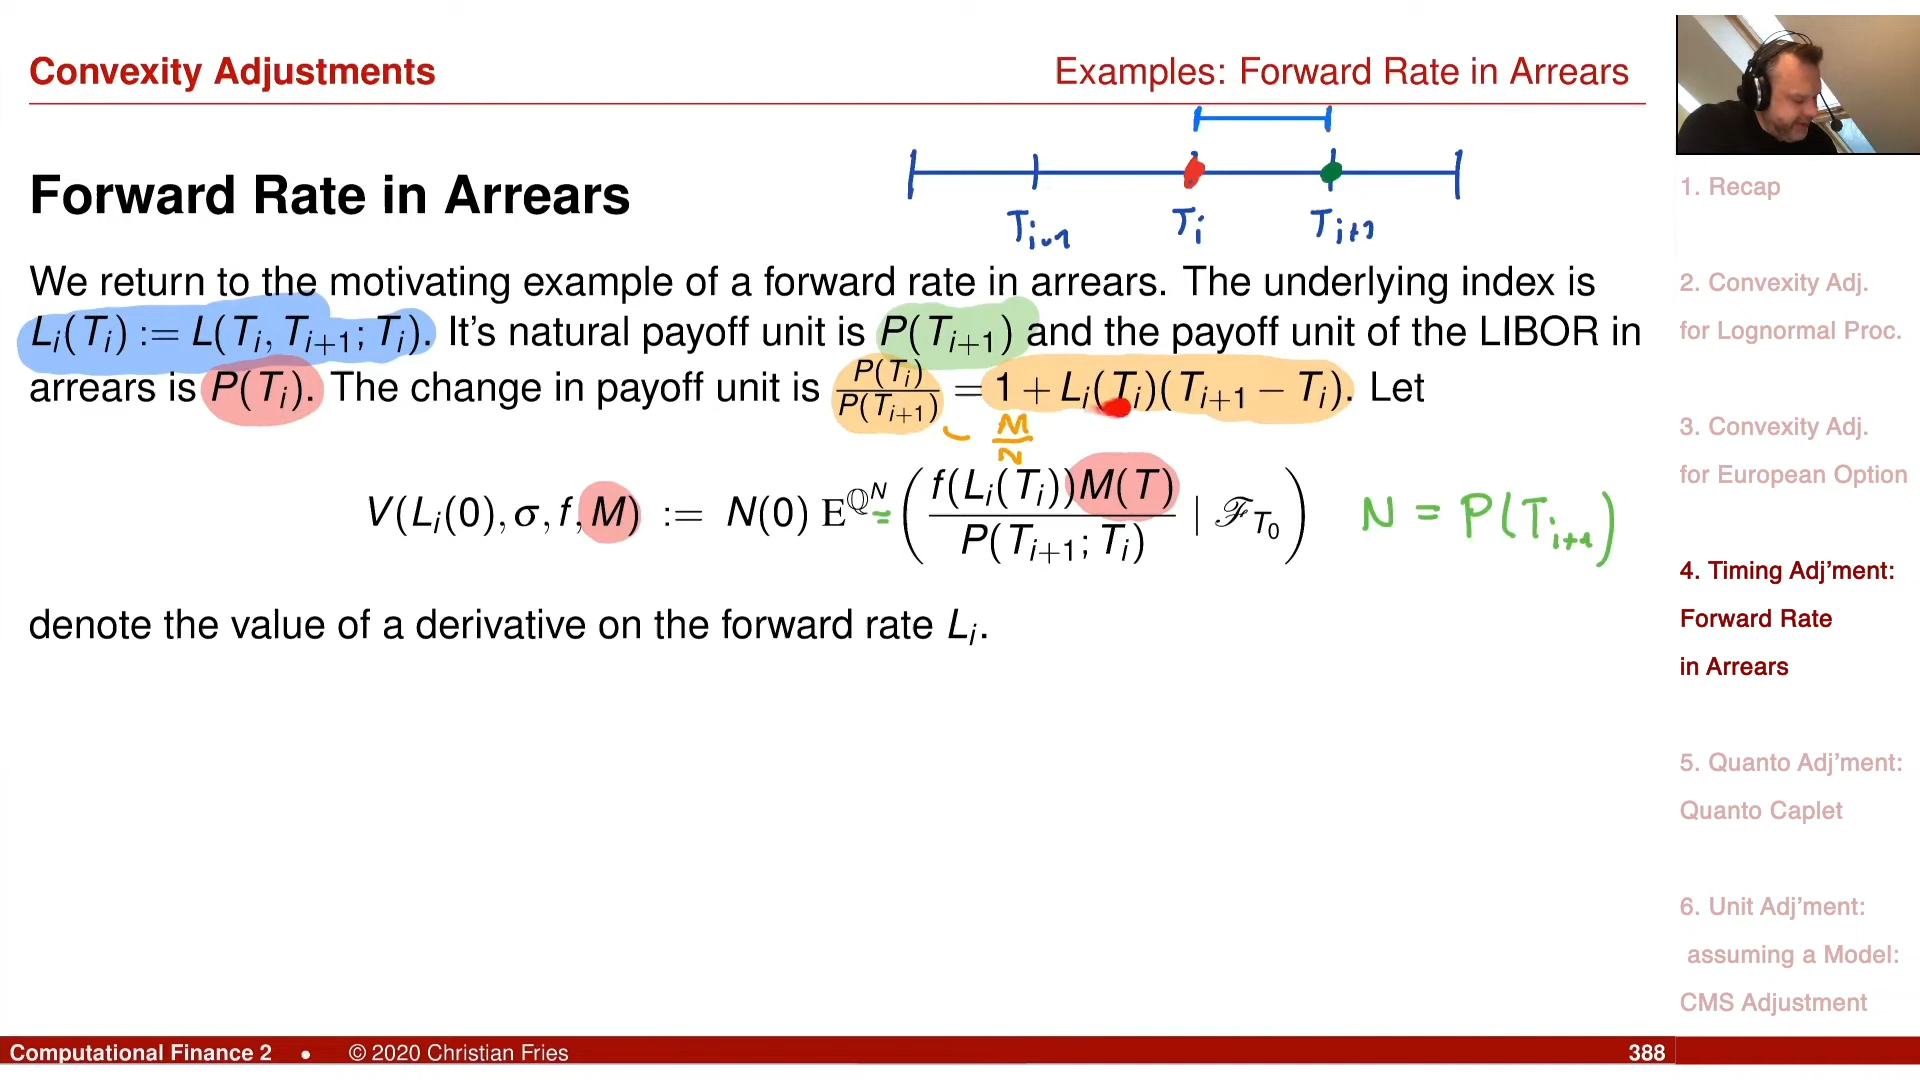 Convexity Adjustments
Examples: Forward Rate in Arrears
Forward Rate in Arrears
T_{i-1} T_i T_{i+1}
We return to the motivating example of a forward rate in arrears. The underlying index is
L_i(T_i) := L(T_i, T_{i+1}; T_i). It's natural payoff unit is P(T_{i+1}) and the payoff unit of the LIBOR in
arrears is P(T_i). The change in payoff unit is P(T_i)/P(T_{i+1}) = 1 + L_i(T_i)(T_{i+1} − T_i). Let
M/N
V(L_i(0), σ, f, M) := N(0) E^{ℚ^N} ( f(L_i(T_i))M(T) / P(T_{i+1}; T_i) | ℱ_{T_0} ) N = P(T_{i+1})
denote the value of a derivative on the forward rate L_i.
1. Recap
2. Convexity Adj.
for Lognormal Proc.
3. Convexity Adj.
for European Option
4. Timing Adj'ment:
Forward Rate
in Arrears
5. Quanto Adj'ment:
Quanto Caplet
6. Unit Adj'ment:
assuming a Model:
CMS Adjustment
Computational Finance 2 • © 2020 Christian Fries 388